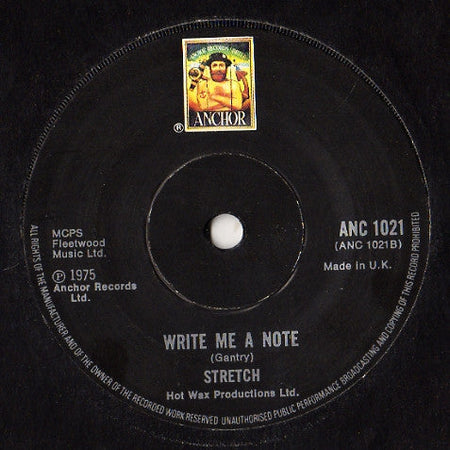 ANCHOR
®
MCPS
Fleetwood
Music Ltd.
℗ 1975
Anchor Records
Ltd.
ANC 1021
(ANC 1021B)
Made in U.K.
WRITE ME A NOTE
(Gantry)
STRETCH
Hot Wax Productions Ltd.
ALL RIGHTS OF THE MANUFACTURER AND OF THE OWNER OF THE RECORDED WORK RESERVED UNAUTHORISED PUBLIC PERFORMANCE BROADCASTING AND COPYING OF THIS RECORD PROHIBITED